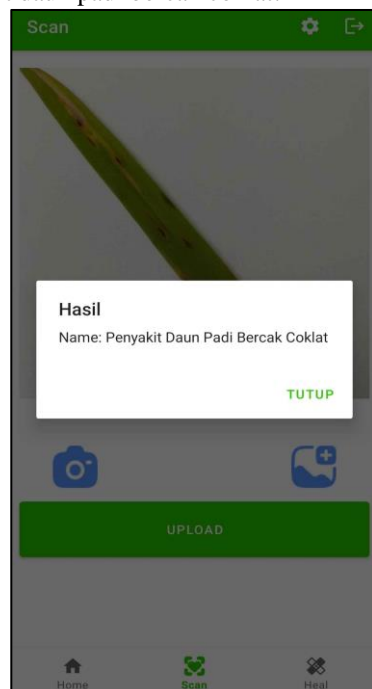 Scan
Hasil
Name: Penyakit Daun Padi Bercak Coklat
TUTUP
UPLOAD
Home
Scan
Heal